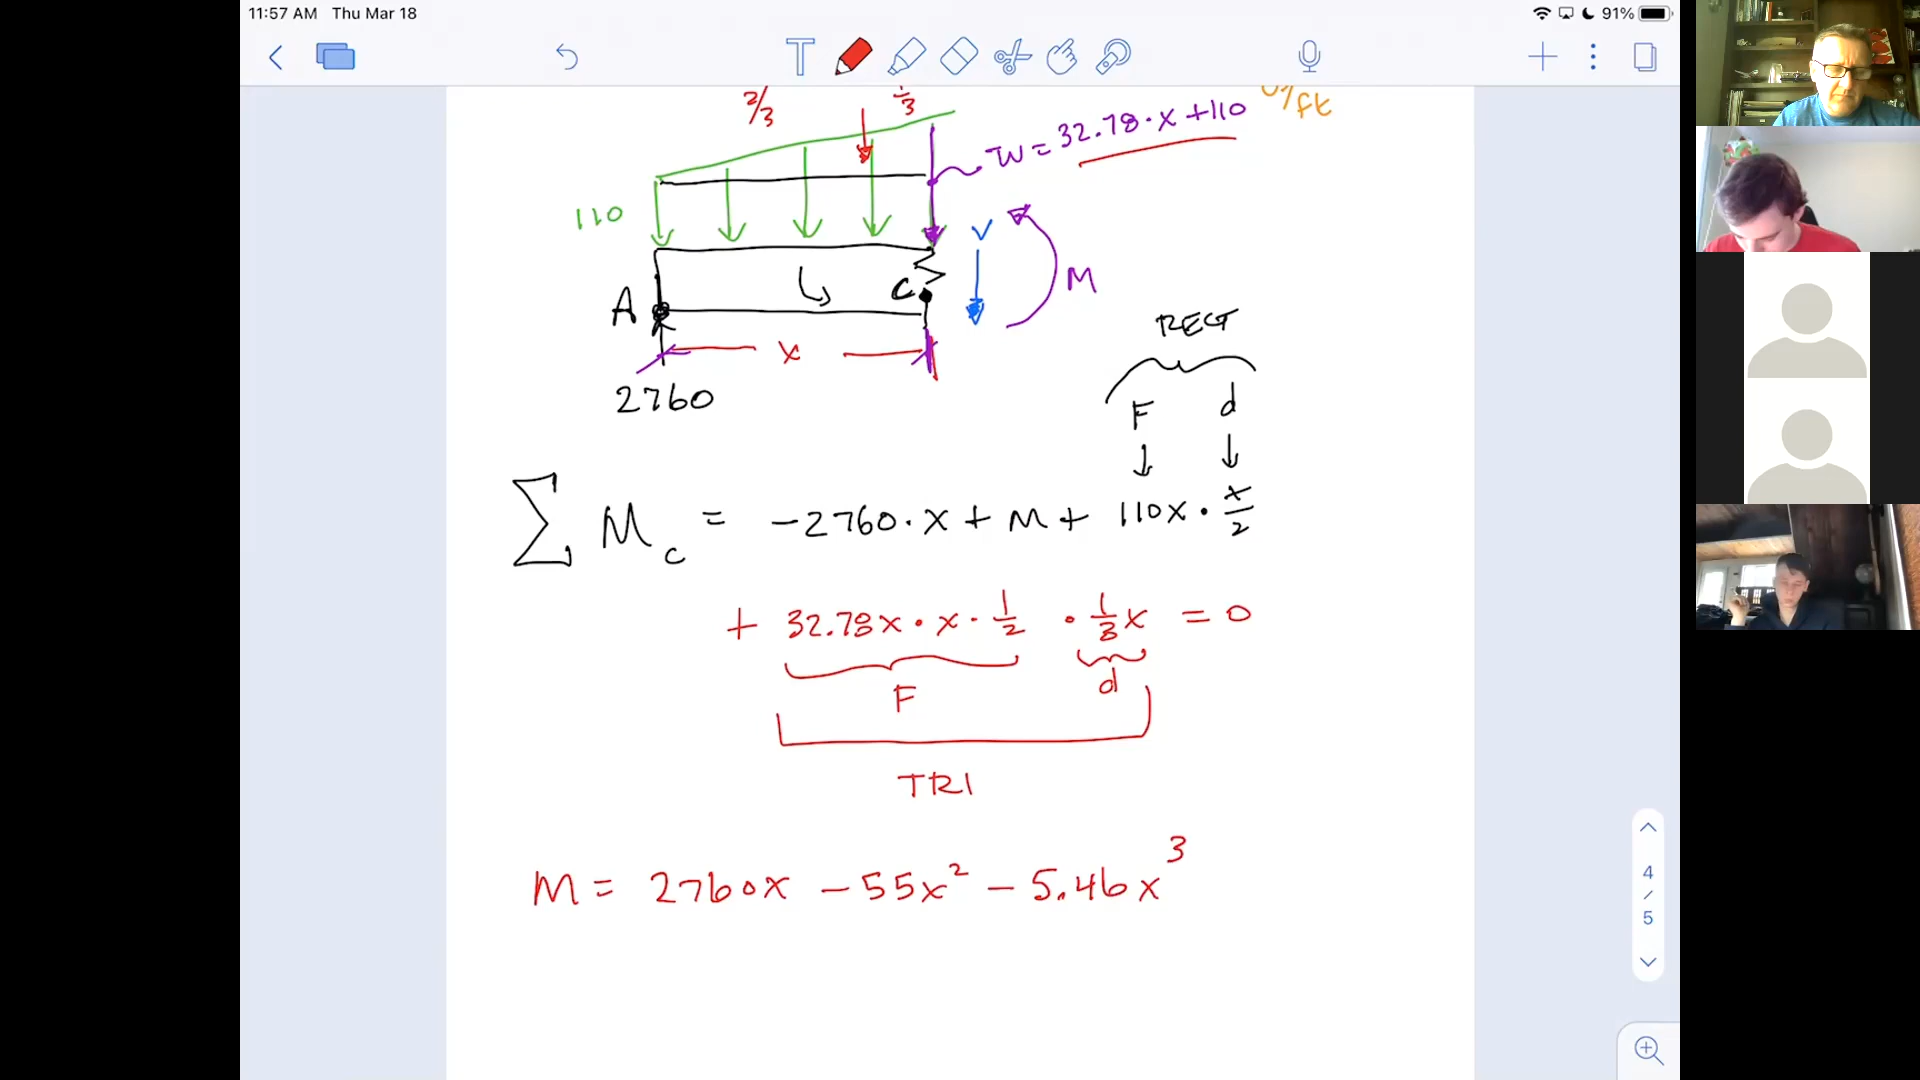 11:57 AM Thu Mar 18
91%
2/3
1/3
ft
W = 32.78·x + 110
110
V
M
A
C
x
2760
RECT
F d
∑ M_c = -2760·x + M + 110x · x/2
+ 32.78x · x · 1/2 · 1/3 x = 0
F
d
TRI
M = 2760x - 55x² - 5.46x³
4
/
5